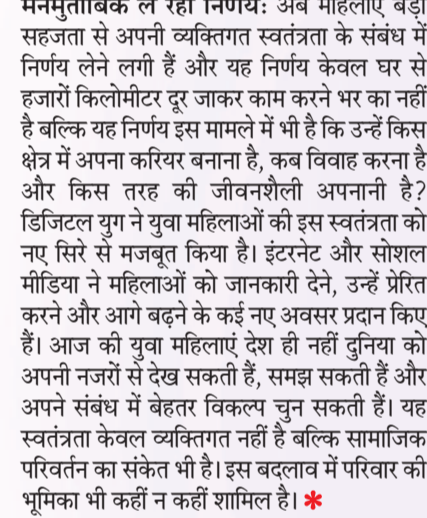 मनमुताबिक ले रही निर्णय: अब महिलाएं बड़ी
सहजता से अपनी व्यक्तिगत स्वतंत्रता के संबंध में
निर्णय लेने लगी हैं और यह निर्णय केवल घर से
हजारों किलोमीटर दूर जाकर काम करने भर का नहीं
है बल्कि यह निर्णय इस मामले में भी है कि उन्हें किस
क्षेत्र में अपना करियर बनाना है, कब विवाह करना है
और किस तरह की जीवनशैली अपनानी है?
डिजिटल युग ने युवा महिलाओं की इस स्वतंत्रता को
नए सिरे से मजबूत किया है। इंटरनेट और सोशल
मीडिया ने महिलाओं को जानकारी देने, उन्हें प्रेरित
करने और आगे बढ़ने के कई नए अवसर प्रदान किए
हैं। आज की युवा महिलाएं देश ही नहीं दुनिया को
अपनी नजरों से देख सकती हैं, समझ सकती हैं और
अपने संबंध में बेहतर विकल्प चुन सकती हैं। यह
स्वतंत्रता केवल व्यक्तिगत नहीं है बल्कि सामाजिक
परिवर्तन का संकेत भी है। इस बदलाव में परिवार की
भूमिका भी कहीं न कहीं शामिल है। *